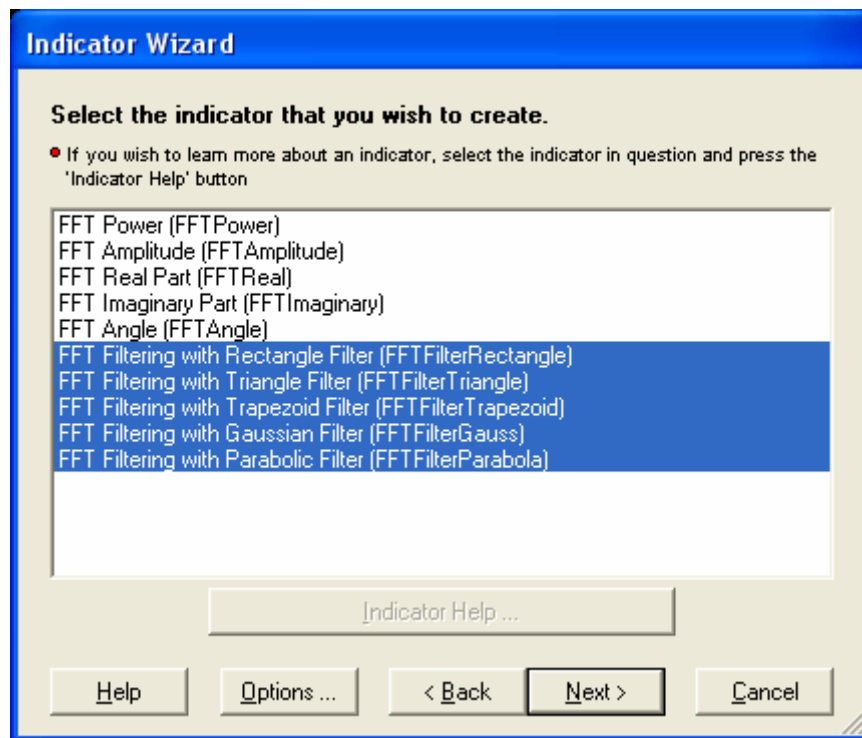 Indicator Wizard
Select the indicator that you wish to create.
If you wish to learn more about an indicator, select the indicator in question and press the
'Indicator Help' button
FFT Power (FFTPower)
FFT Amplitude (FFTAmplitude)
FFT Real Part (FFTReal)
FFT Imaginary Part (FFTImaginary)
FFT Angle (FFTAngle)
FFT Filtering with Rectangle Filter (FFTFilterRectangle)
FFT Filtering with Triangle Filter (FFTFilterTriangle)
FFT Filtering with Trapezoid Filter (FFTFilterTrapezoid)
FFT Filtering with Gaussian Filter (FFTFilterGauss)
FFT Filtering with Parabolic Filter (FFTFilterParabola)
Indicator Help ...
Help Options ... < Back Next > Cancel